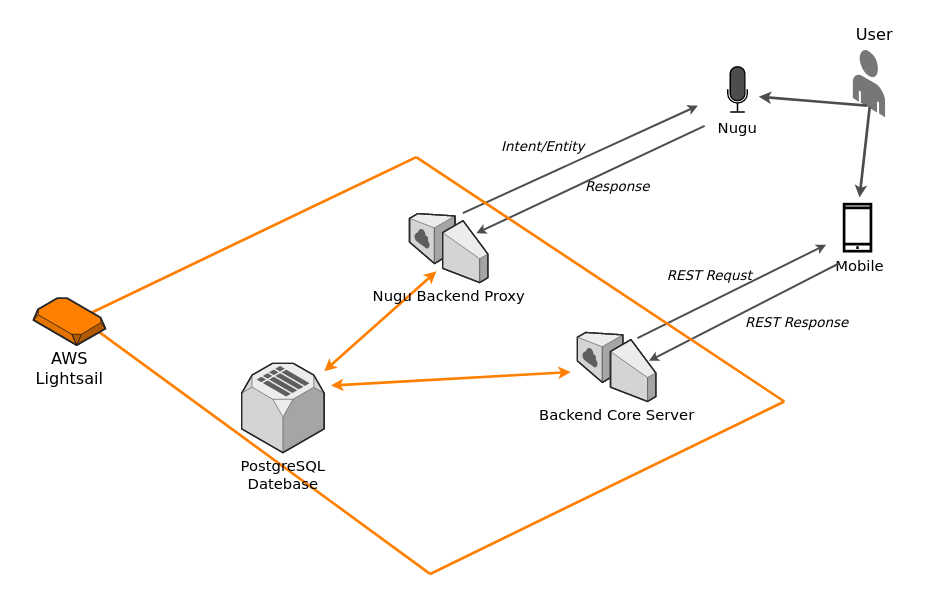 User
Nugu
Intent/Entity
Response
Mobile
REST Requst
Nugu Backend Proxy
REST Response
AWS
Lightsail
Backend Core Server
PostgreSQL
Datebase